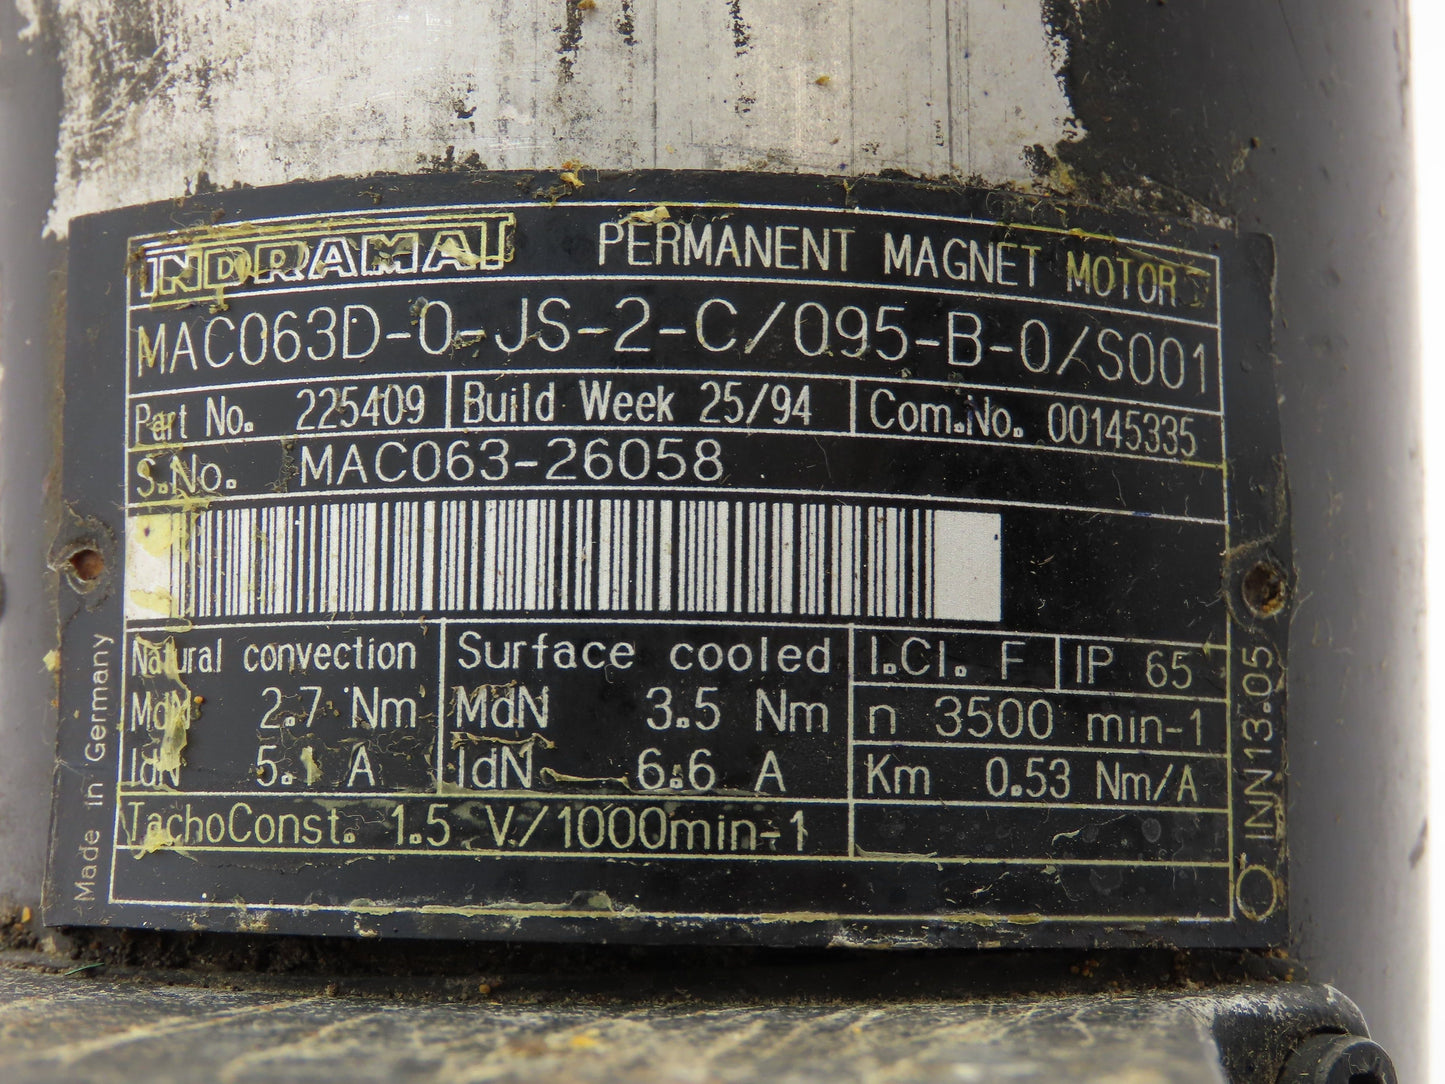 INDRAMAT PERMANENT MAGNET MOTOR
MAC063D-0-JS-2-C/095-B-0/S001
Part No. 225409 Build Week 25/94 Com.No. 00145335
S.No. MAC063-26058
Natural convection Surface cooled I.Cl. F IP 65
MdN 2.7 Nm MdN 3.5 Nm n 3500 min-1
IdN 5.1 A IdN 6.6 A Km 0.53 Nm/A
TachoConst. 1.5 V/1000min-1
Made in Germany
INN13.05